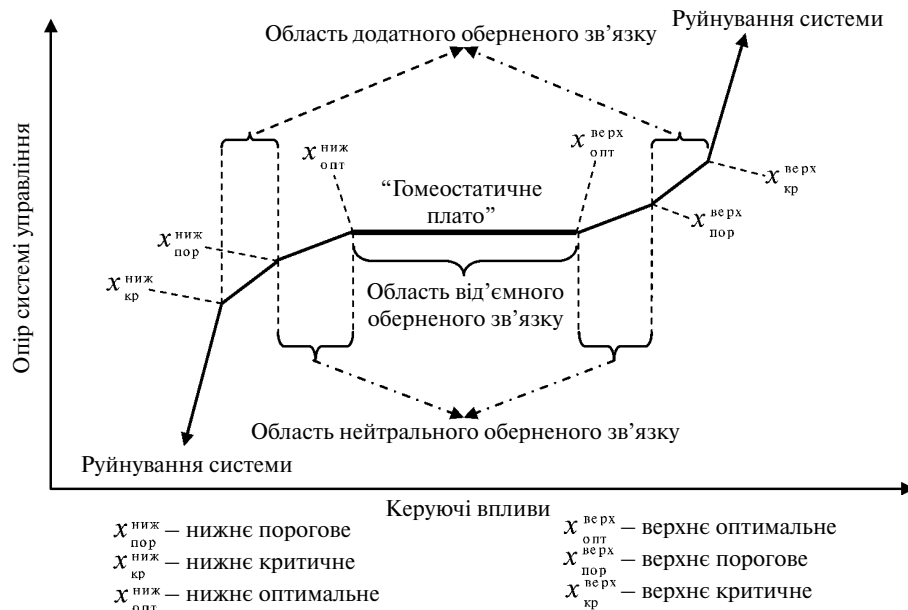 Руйнування системи
Область додатного оберненого зв’язку
Опір системі управління
x ниж опт
x верх опт
“Гомеостатичне
плато”
x верх кр
x ниж пор
x верх пор
x ниж кр
Область від’ємного
оберненого зв’язку
Область нейтрального оберненого зв’язку
Руйнування системи
Керуючі впливи
x ниж пор – нижнє порогове
x ниж кр – нижнє критичне
x ниж опт – нижнє оптимальне
x верх опт – верхнє оптимальне
x верх пор – верхнє порогове
x верх кр – верхнє критичне